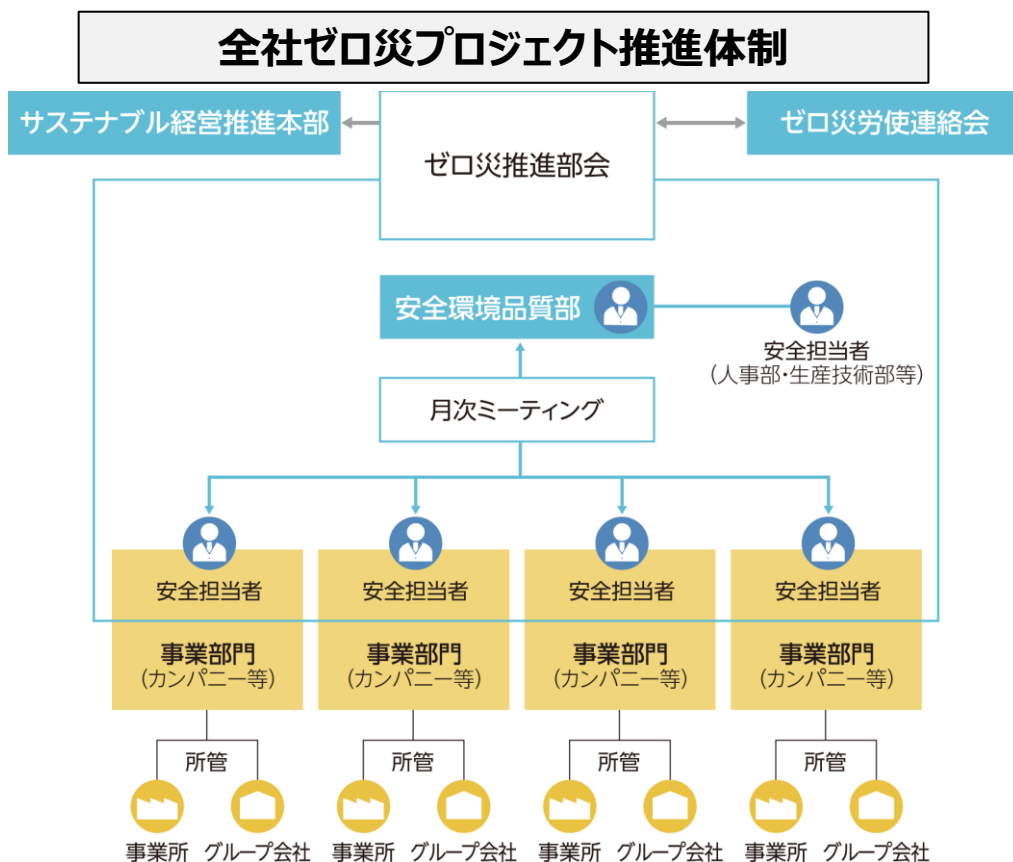 全社ゼロ災プロジェクト推進体制
サステナブル経営推進本部
ゼロ災推進部会
ゼロ災労使連絡会
安全環境品質部
安全担当者
(人事部・生産技術部等)
月次ミーティング
安全担当者 安全担当者 安全担当者 安全担当者
事業部門 事業部門 事業部門 事業部門
(カンパニー等) (カンパニー等) (カンパニー等) (カンパニー等)
所管 所管 所管 所管
事業所 グループ会社 事業所 グループ会社 事業所 グループ会社 事業所 グループ会社